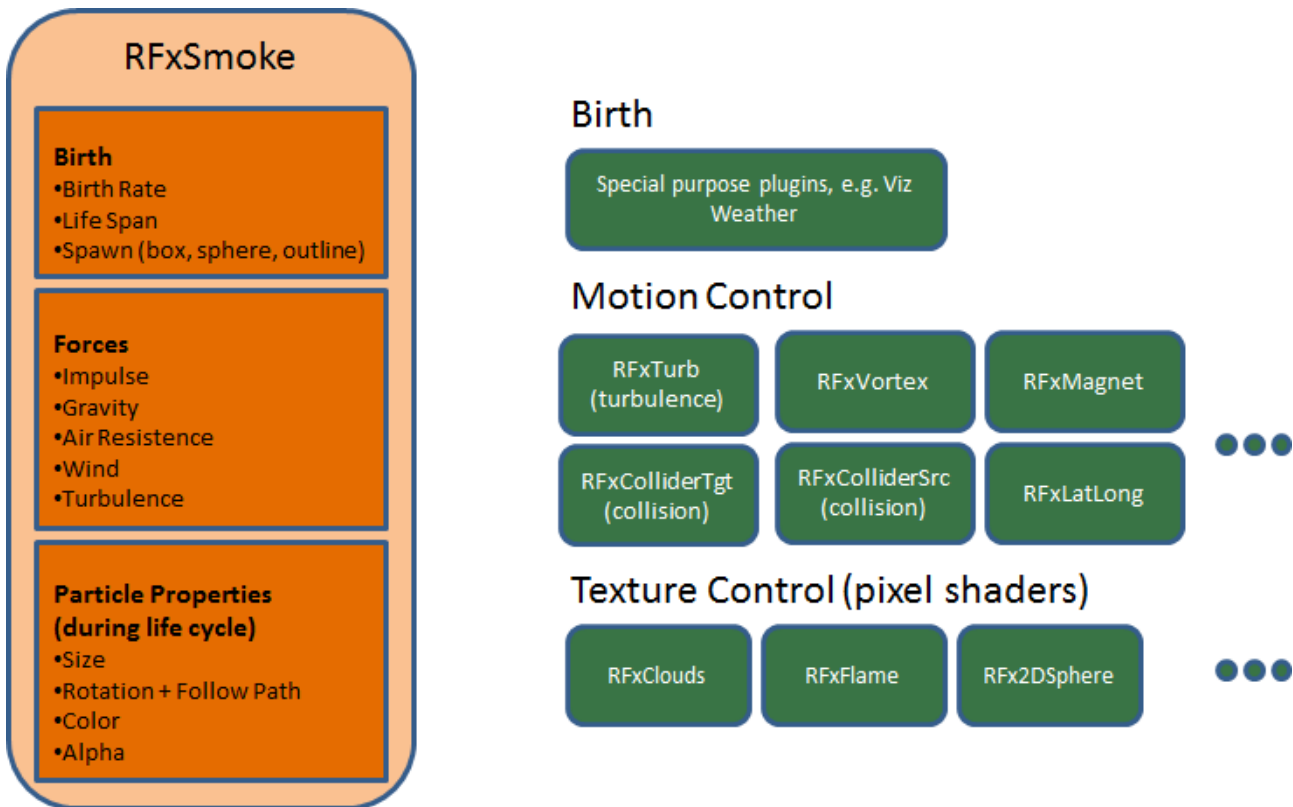 RFxSmoke
Birth
•Birth Rate
•Life Span
•Spawn (box, sphere, outline)
Forces
•Impulse
•Gravity
•Air Resistence
•Wind
•Turbulence
Particle Properties
(during life cycle)
•Size
•Rotation + Follow Path
•Color
•Alpha
Birth
Special purpose plugins, e.g. Viz
Weather
Motion Control
RFxTurb
(turbulence)
RFxVortex
RFxMagnet
RFxColliderTgt
(collision)
RFxColliderSrc
(collision)
RFxLatLong
Texture Control (pixel shaders)
RFxClouds
RFxFlame
RFx2DSphere